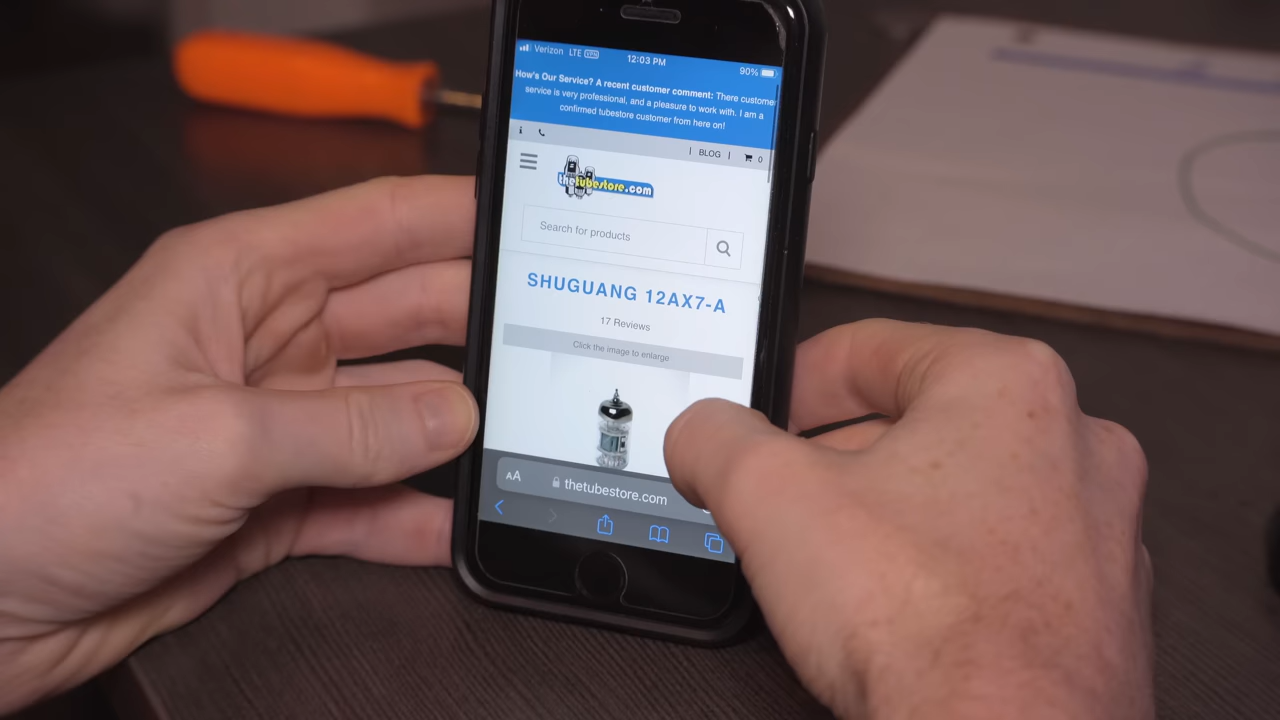 Verizon LTE VPN 12:03 PM 90%
How's Our Service? A recent customer comment: There customer
service is very professional, and a pleasure to work with. I am a
confirmed tubestore customer from here on!
i | BLOG | 0
thetubestore.com
Search for products
SHUGUANG 12AX7-A
17 Reviews
Click the image to enlarge
AA thetubestore.com